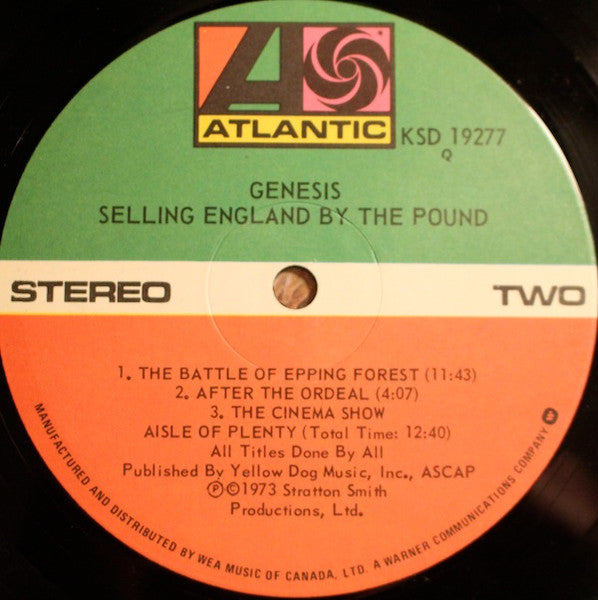 ATLANTIC
KSD 19277
Q
GENESIS
SELLING ENGLAND BY THE POUND
STEREO
TWO
1. THE BATTLE OF EPPING FOREST (11:43)
2. AFTER THE ORDEAL (4:07)
3. THE CINEMA SHOW
AISLE OF PLENTY (Total Time: 12:40)
All Titles Done By All
Published By Yellow Dog Music, Inc., ASCAP
℗©1973 Stratton Smith
Productions, Ltd.
MANUFACTURED AND DISTRIBUTED BY WEA MUSIC OF CANADA, LTD. A WARNER COMMUNICATIONS COMPANY